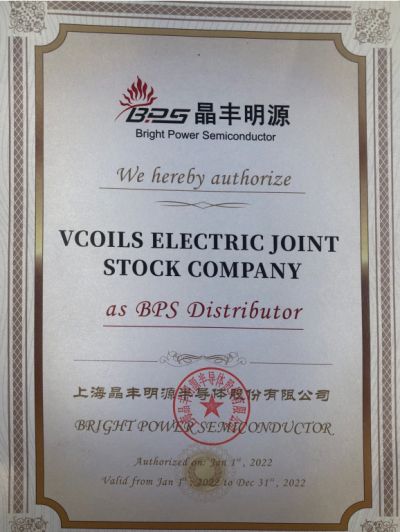 BPS 晶丰明源
Bright Power Semiconductor
We hereby authorize
VCOILS ELECTRIC JOINT
STOCK COMPANY
as BPS Distributor
上海晶丰明源半导体股份有限公司
BRIGHT POWER SEMICONDUCTOR
Authorized on: Jan 1st, 2022
Valid from Jan 1st, 2022 to Dec 31st, 2022